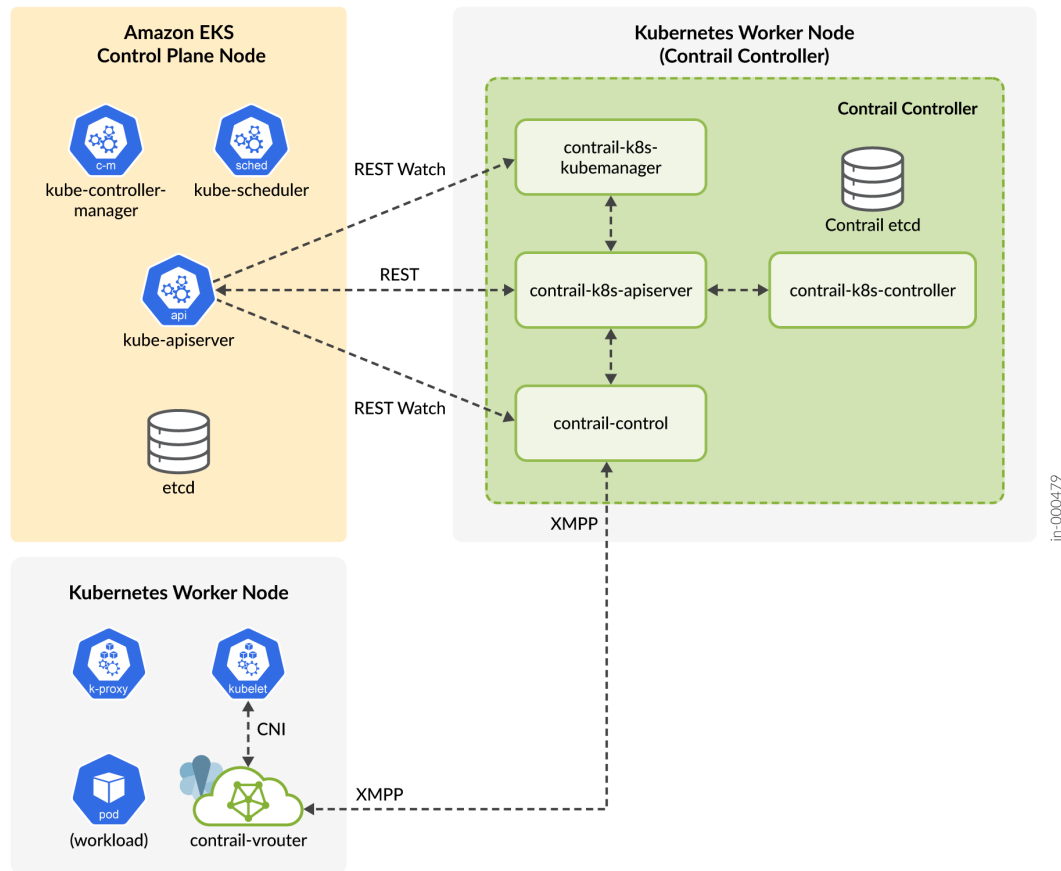 Amazon EKS
Control Plane Node
c-m
kube-controller-
manager
sched
kube-scheduler
api
kube-apiserver
etcd
REST Watch
REST
REST Watch
Kubernetes Worker Node
(Contrail Controller)
Contrail Controller
contrail-k8s-
kubemanager
Contrail etcd
contrail-k8s-apiserver
contrail-k8s-controller
contrail-control
XMPP
jn-000479
Kubernetes Worker Node
k-proxy
kubelet
CNI
pod
(workload)
contrail-vrouter
XMPP